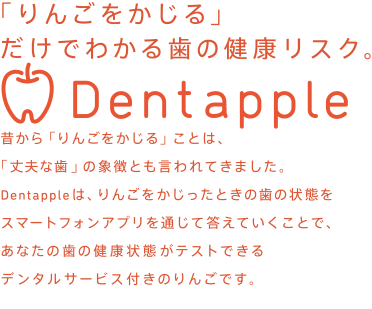 「りんごをかじる」
だけでわかる歯の健康リスク。
Dentapple
昔から「りんごをかじる」ことは、
「丈夫な歯」の象徴とも言われてきました。
Dentappleは、りんごをかじったときの歯の状態を
スマートフォンアプリを通じて答えていくことで、
あなたの歯の健康状態がテストできる
デンタルサービス付きのりんごです。